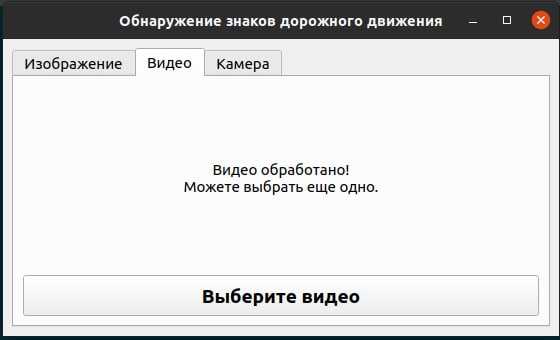 Обнаружение знаков дорожного движения
Изображение Видео Камера
Видео обработано!
Можете выбрать еще одно.
Выберите видео